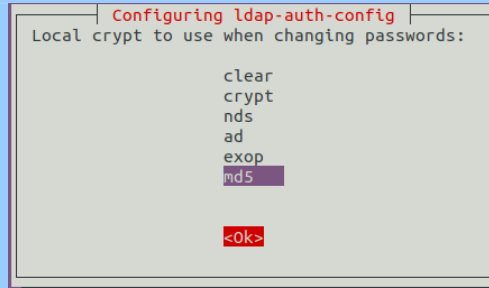 Configuring ldap-auth-config
Local crypt to use when changing passwords:
clear
crypt
nds
ad
exop
md5
<Ok>